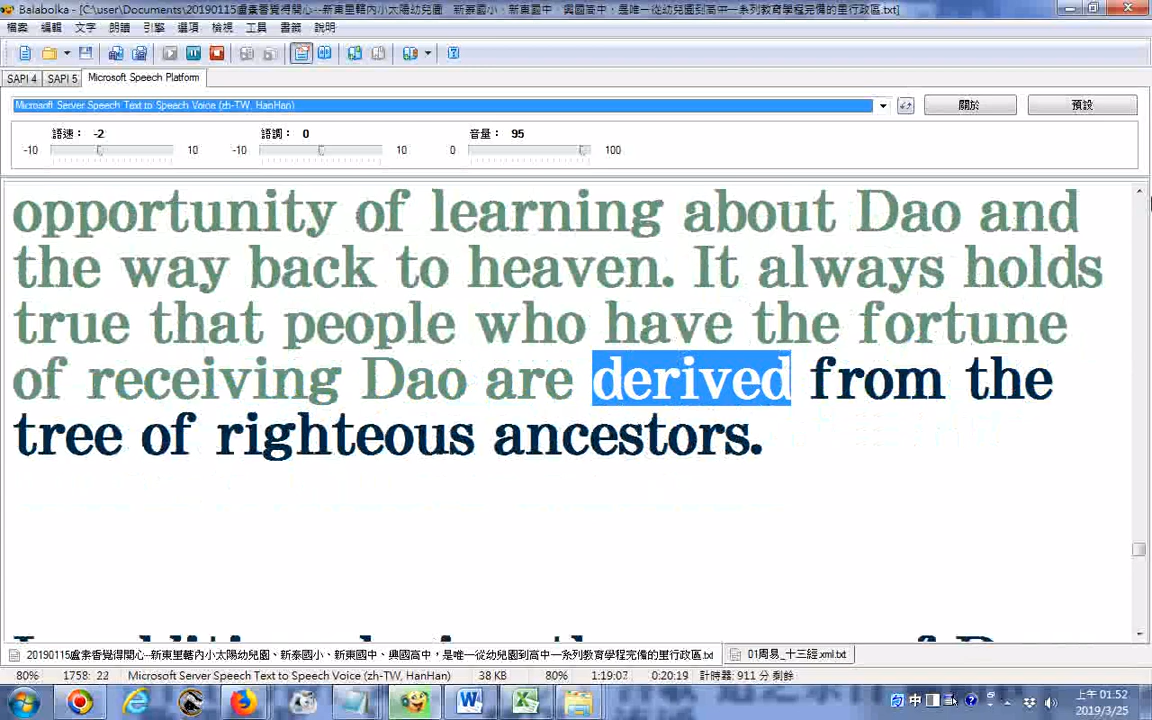 Balabolka - [C:\user\Documents\20190115盧素香覺得開心--新東里轄內小太陽幼兒園、新泰國小、新東國中、興國高中，是唯一從幼兒園到高中一系列教育學程完備的里行政區.txt]
檔案 編輯 文字 朗讀 引擎 選項 檢視 工具 書籤 說明
SAPI 4 SAPI 5 Microsoft Speech Platform
Microsoft Server Speech Text to Speech Voice (zh-TW, HanHan) 關於 預設
語速： -2 語調： 0 音量： 95
-10 10 -10 10 0 100
opportunity of learning about Dao and
the way back to heaven. It always holds
true that people who have the fortune
of receiving Dao are derived from the
tree of righteous ancestors.
20190115盧素香覺得開心--新東里轄內小太陽幼兒園、新泰國小、新東國中、興國高中，是唯一從幼兒園到高中一系列教育學程完備的里行政區.txt 01周易_十三經.xml.txt
80% 1758: 22 Microsoft Server Speech Text to Speech Voice (zh-TW, HanHan) 38 KB 80% 1:19:07 0:20:19 計時器: 911 分 剩餘
中 上午 01:52
2019/3/25